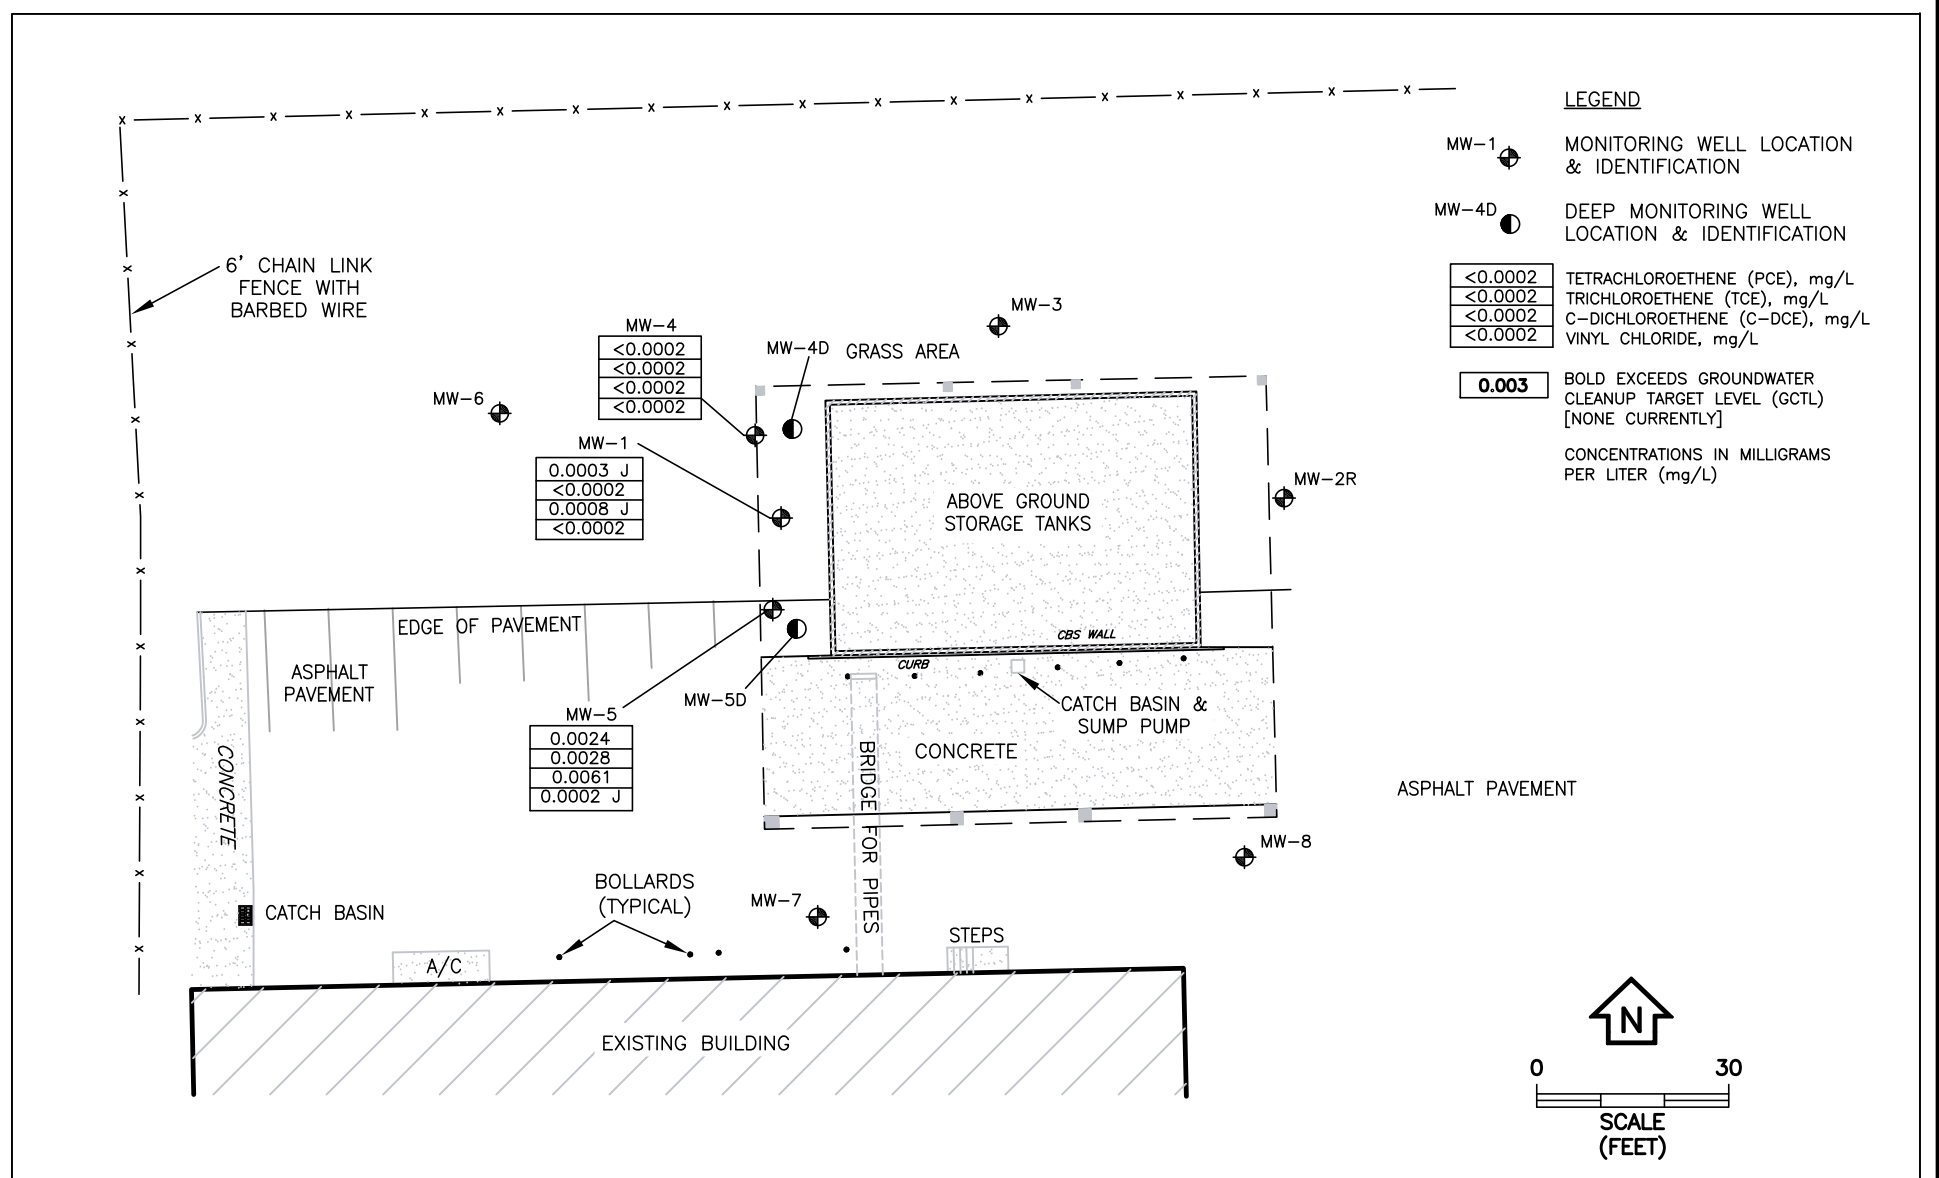 LEGEND
MW-1
MONITORING WELL LOCATION
& IDENTIFICATION
MW-4D
DEEP MONITORING WELL
LOCATION & IDENTIFICATION
<0.0002
TETRACHLOROETHENE (PCE), mg/L
<0.0002
TRICHLOROETHENE (TCE), mg/L
<0.0002
C-DICHLOROETHENE (C-DCE), mg/L
<0.0002
VINYL CHLORIDE, mg/L
0.003
BOLD EXCEEDS GROUNDWATER
CLEANUP TARGET LEVEL (GCTL)
[NONE CURRENTLY]
CONCENTRATIONS IN MILLIGRAMS
PER LITER (mg/L)
6' CHAIN LINK
FENCE WITH
BARBED WIRE
MW-3
MW-4
<0.0002
<0.0002
<0.0002
<0.0002
MW-4D
GRASS AREA
MW-6
MW-1
0.0003 J
<0.0002
0.0008 J
<0.0002
MW-2R
ABOVE GROUND
STORAGE TANKS
EDGE OF PAVEMENT
CBS WALL
CURB
ASPHALT
PAVEMENT
MW-5D
CATCH BASIN &
SUMP PUMP
MW-5
0.0024
0.0028
0.0061
0.0002 J
CONCRETE
BRIDGE FOR PIPES
CONCRETE
ASPHALT PAVEMENT
MW-8
BOLLARDS
(TYPICAL)
MW-7
CATCH BASIN
STEPS
A/C
EXISTING BUILDING
N
0
30
SCALE
(FEET)
X X X X X X X X X X X X X X X X X X
X
X
X
X
X
X
X
X
X
X
X